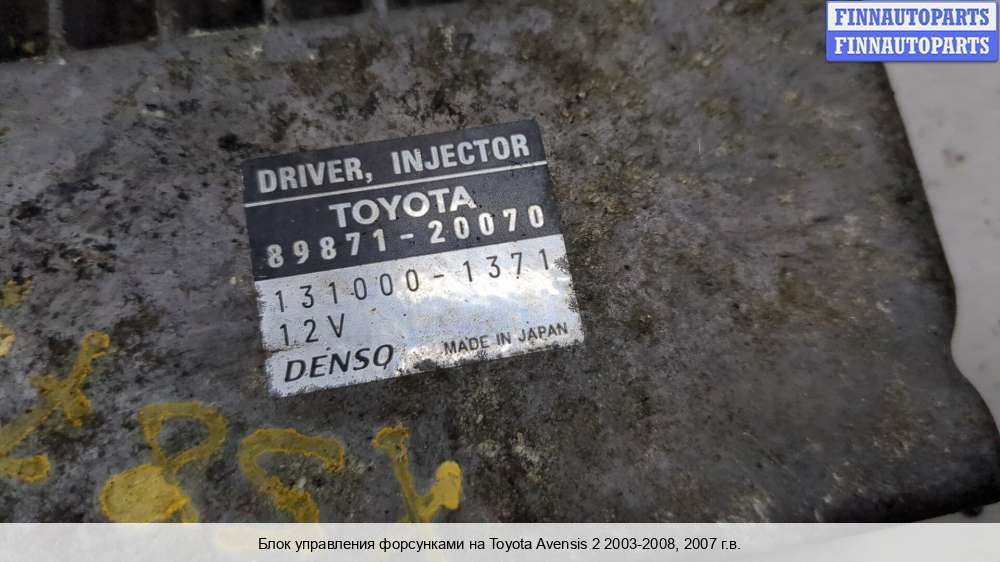 FINNAUTOPARTS
FINNAUTOPARTS
DRIVER, INJECTOR
TOYOTA
89871-20070
131000-1371
12V
DENSO MADE IN JAPAN
Блок управления форсунками на Toyota Avensis 2 2003-2008, 2007 г.в.